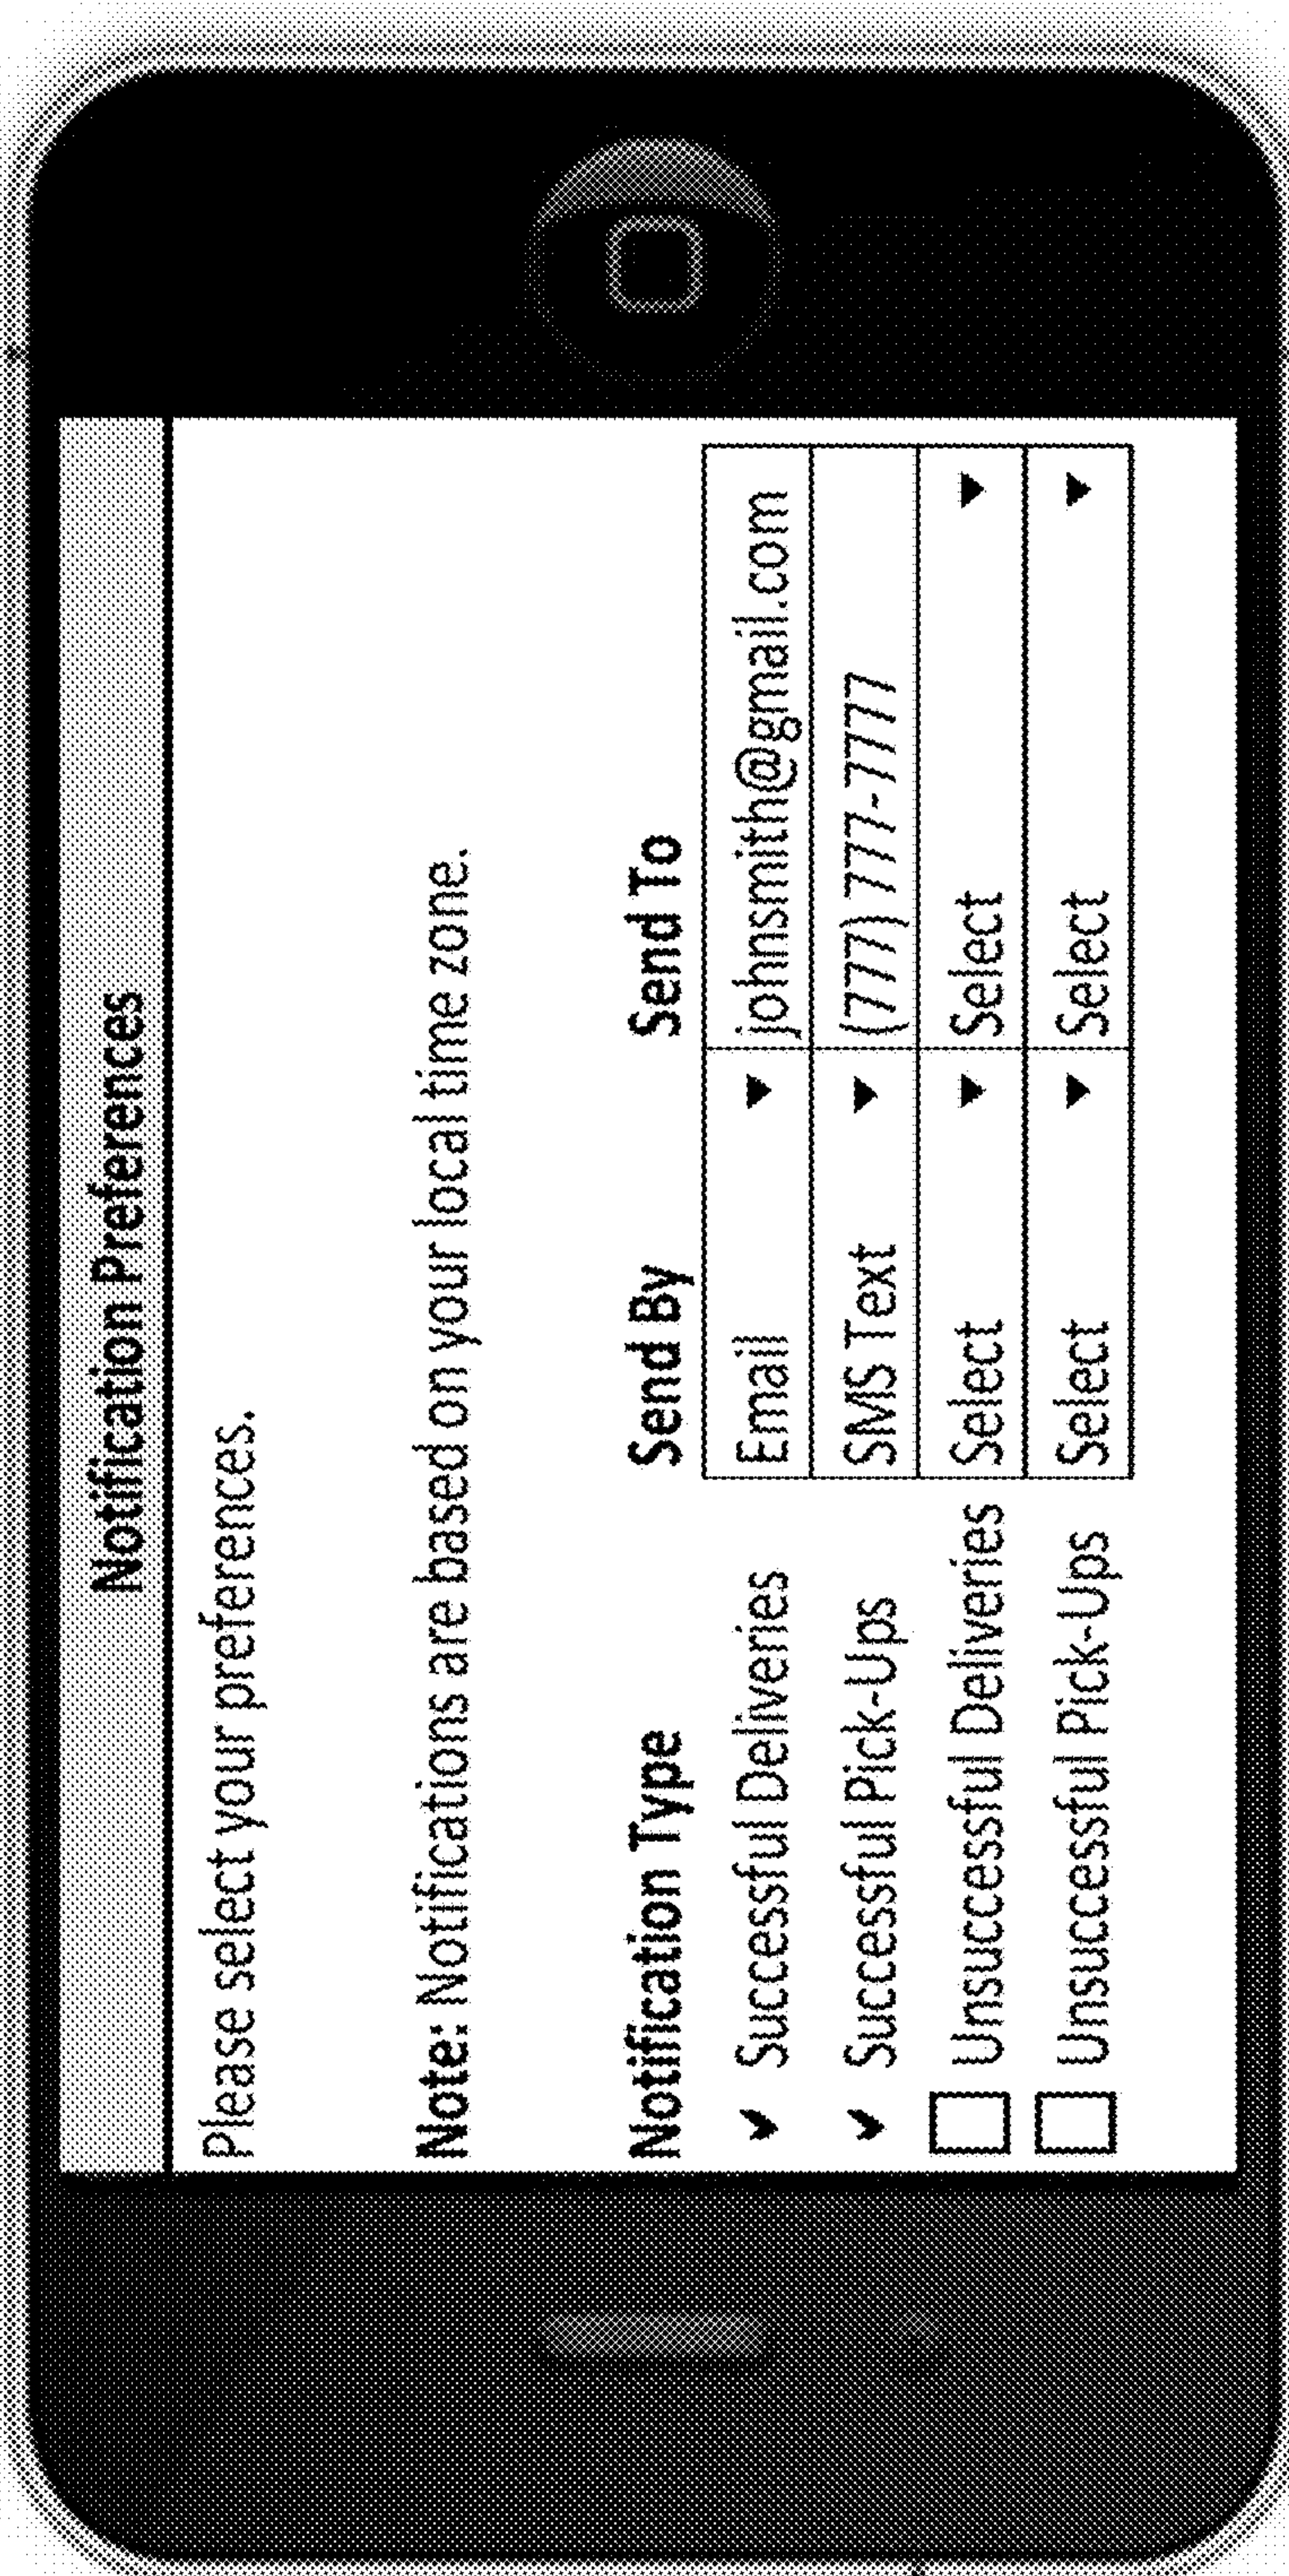 Notification Preferences
Please select your preferences.
Note: Notifications are based on your local time zone.
Notification Type Send By Send To
Successful Deliveries Email johnsmith@gmail.com
Successful Pick-Ups SMS Text (777) 777-7777
Unsuccessful Deliveries Select Select
Unsuccessful Pick-Ups Select Select